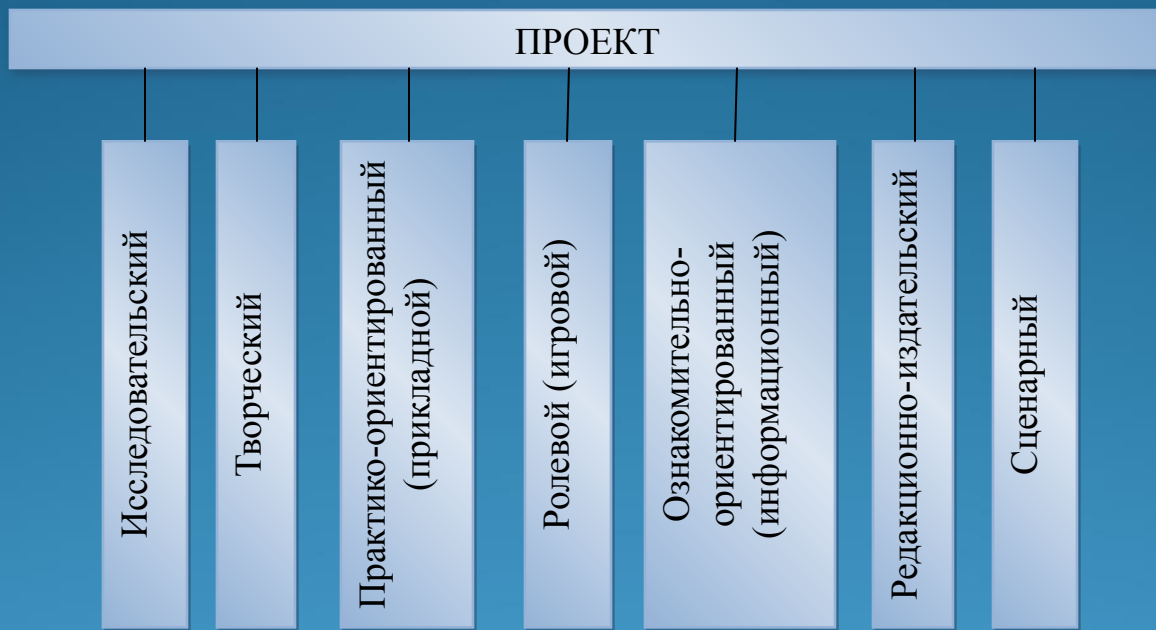 ПРОЕКТ
Исследовательский
Творческий
Практико-ориентированный
(прикладной)
Ролевой (игровой)
Ознакомительно-
ориентированный
(информационный)
Редакционно-издательский
Сценарный